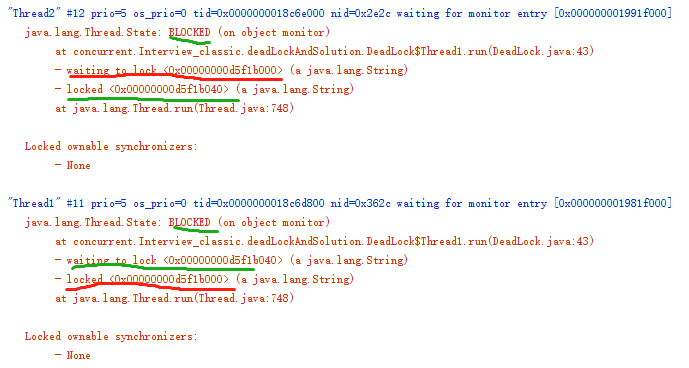 "Thread2" #12 prio=5 os_prio=0 tid=0x0000000018c6e000 nid=0x2e2c waiting for monitor entry [0x000000001991f000]
java.lang.Thread.State: BLOCKED (on object monitor)
at concurrent.Interview_classic.deadLockAndSolution.DeadLock$Thread1.run(DeadLock.java:43)
- waiting to lock <0x00000000d5f1b000> (a java.lang.String)
- locked <0x00000000d5f1b040> (a java.lang.String)
at java.lang.Thread.run(Thread.java:748)
Locked ownable synchronizers:
- None
"Thread1" #11 prio=5 os_prio=0 tid=0x0000000018c6d800 nid=0x362c waiting for monitor entry [0x000000001981f000]
java.lang.Thread.State: BLOCKED (on object monitor)
at concurrent.Interview_classic.deadLockAndSolution.DeadLock$Thread1.run(DeadLock.java:43)
- waiting to lock <0x00000000d5f1b040> (a java.lang.String)
- locked <0x00000000d5f1b000> (a java.lang.String)
at java.lang.Thread.run(Thread.java:748)
Locked ownable synchronizers:
- None